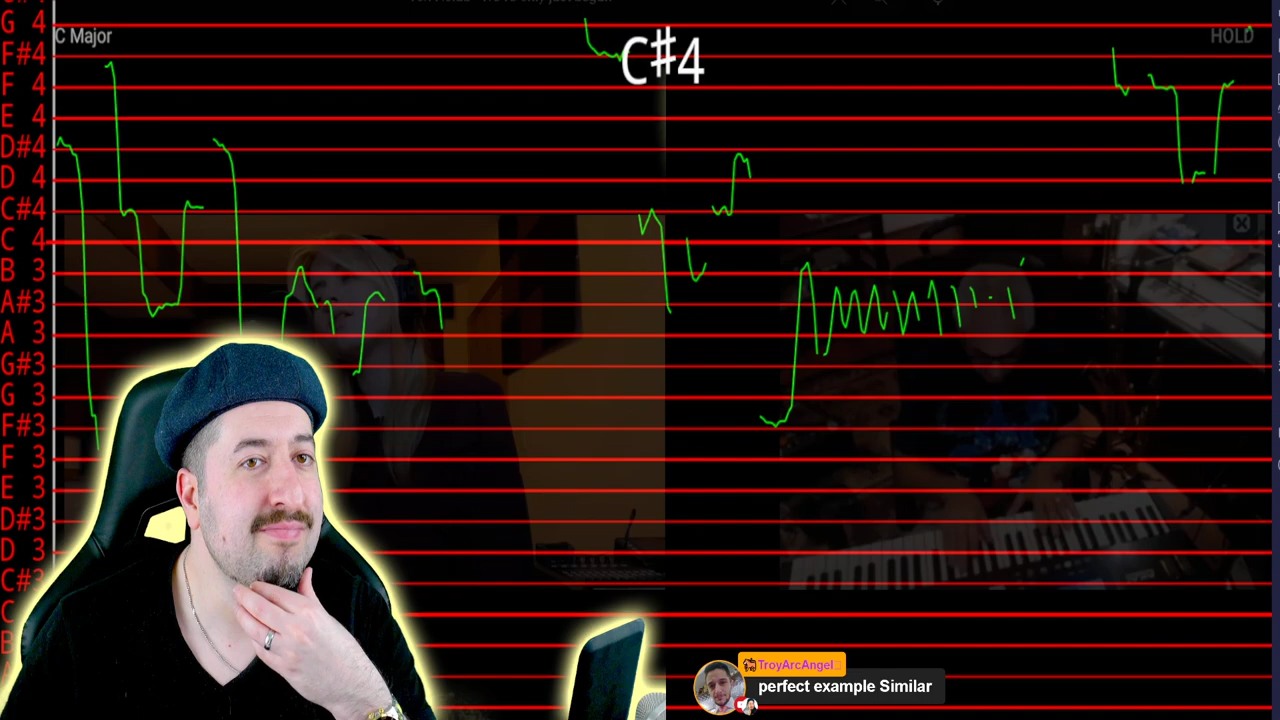 G 4
C Major
HOLD
F#4
C#4
F 4
E 4
D#4
D 4
C#4
C 4
B 3
A#3
A 3
G#3
G 3
F#3
F 3
E 3
D#3
D 3
C#3
C
B
TroyArcAngel
perfect example Similar